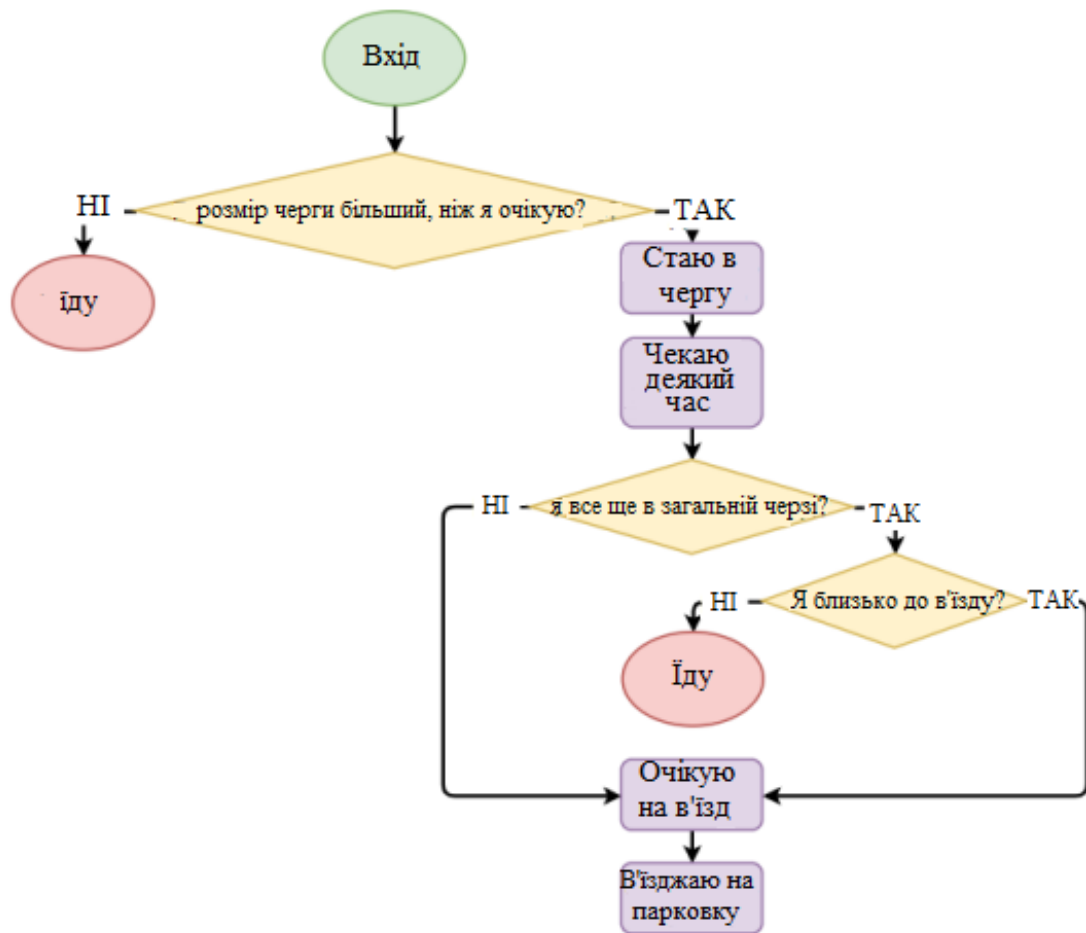 Вхід
розмір черги більший, ніж я очікую?
НІ
ТАК
їду
Стаю в
чергу
Чекаю
деякий
час
я все ще в загальній черзі?
НІ
ТАК
Я близько до в'їзду?
НІ
ТАК
Їду
Очікую
на в'їзд
В'їзджаю на
парковку